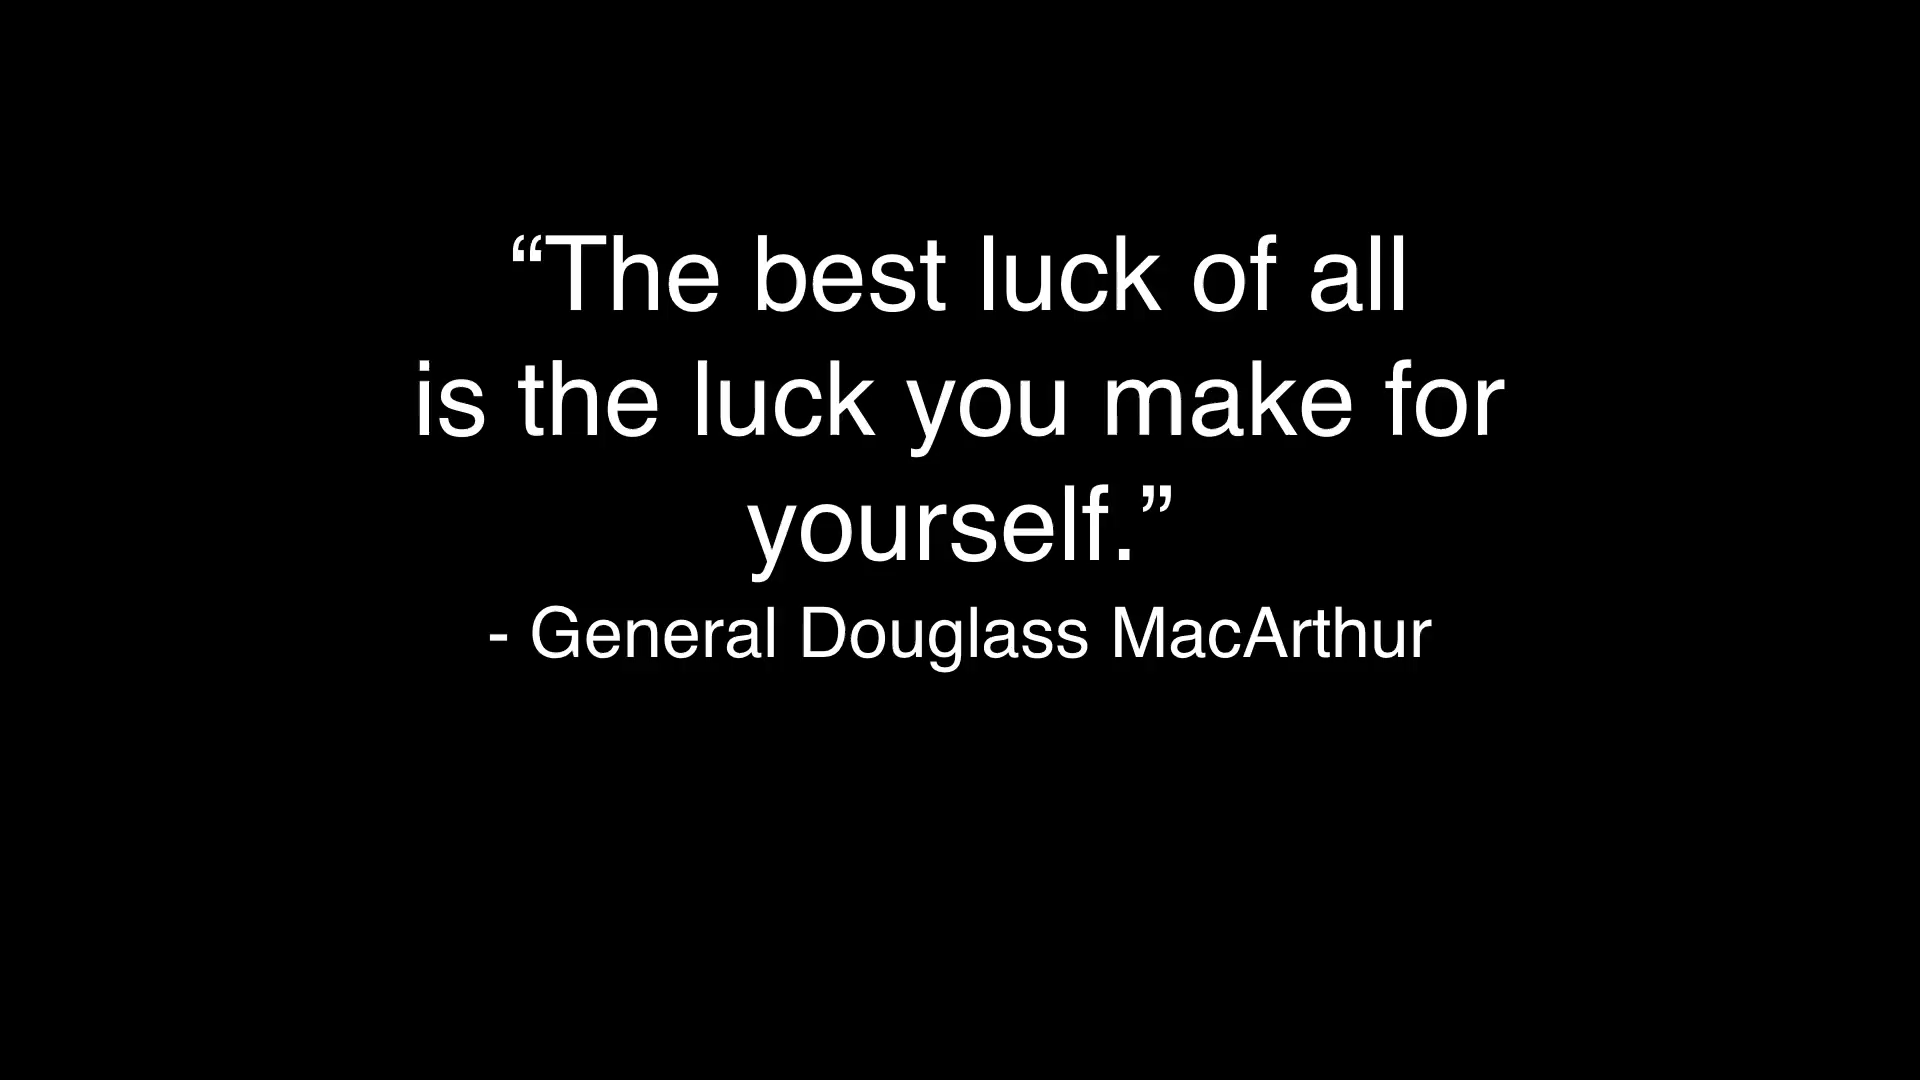 “The best luck of all
is the luck you make for
yourself.”
- General Douglass MacArthur